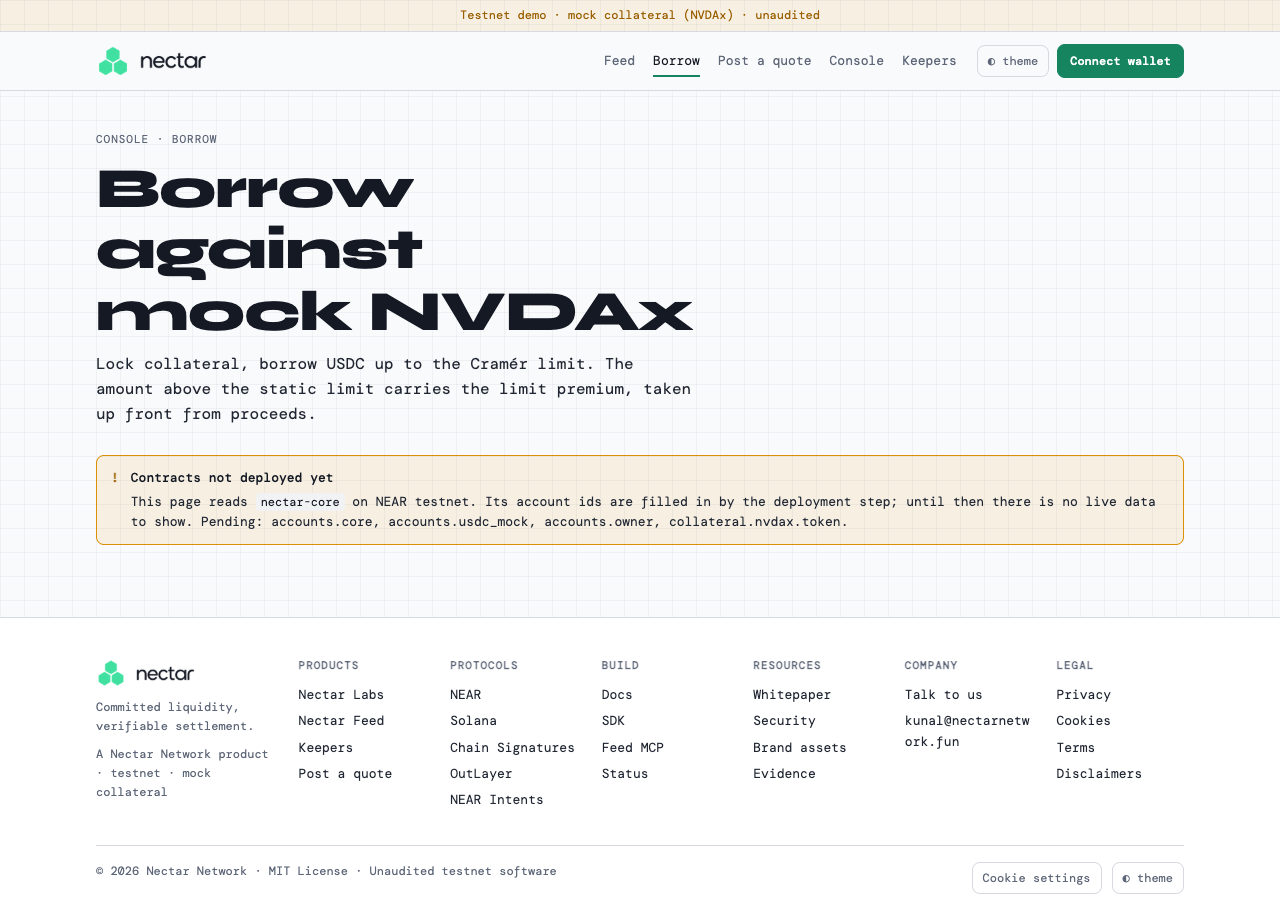 Testnet demo · mock collateral (NVDAx) · unaudited
nectar
Feed
Borrow
Post a quote
Console
Keepers
◐ theme
Connect wallet
CONSOLE · BORROW
Borrow
against
mock NVDAx
Lock collateral, borrow USDC up to the Cramér limit. The
amount above the static limit carries the limit premium, taken
up front from proceeds.
! Contracts not deployed yet
This page reads nectar-core on NEAR testnet. Its account ids are filled in by the deployment step; until then there is no live data
to show. Pending: accounts.core, accounts.usdc_mock, accounts.owner, collateral.nvdax.token.
nectar
Committed liquidity,
verifiable settlement.
A Nectar Network product
· testnet · mock
collateral
PRODUCTS
Nectar Labs
Nectar Feed
Keepers
Post a quote
PROTOCOLS
NEAR
Solana
Chain Signatures
OutLayer
NEAR Intents
BUILD
Docs
SDK
Feed MCP
Status
RESOURCES
Whitepaper
Security
Brand assets
Evidence
COMPANY
Talk to us
kunal@nectarnetw
ork.fun
LEGAL
Privacy
Cookies
Terms
Disclaimers
© 2026 Nectar Network · MIT License · Unaudited testnet software
Cookie settings
◐ theme